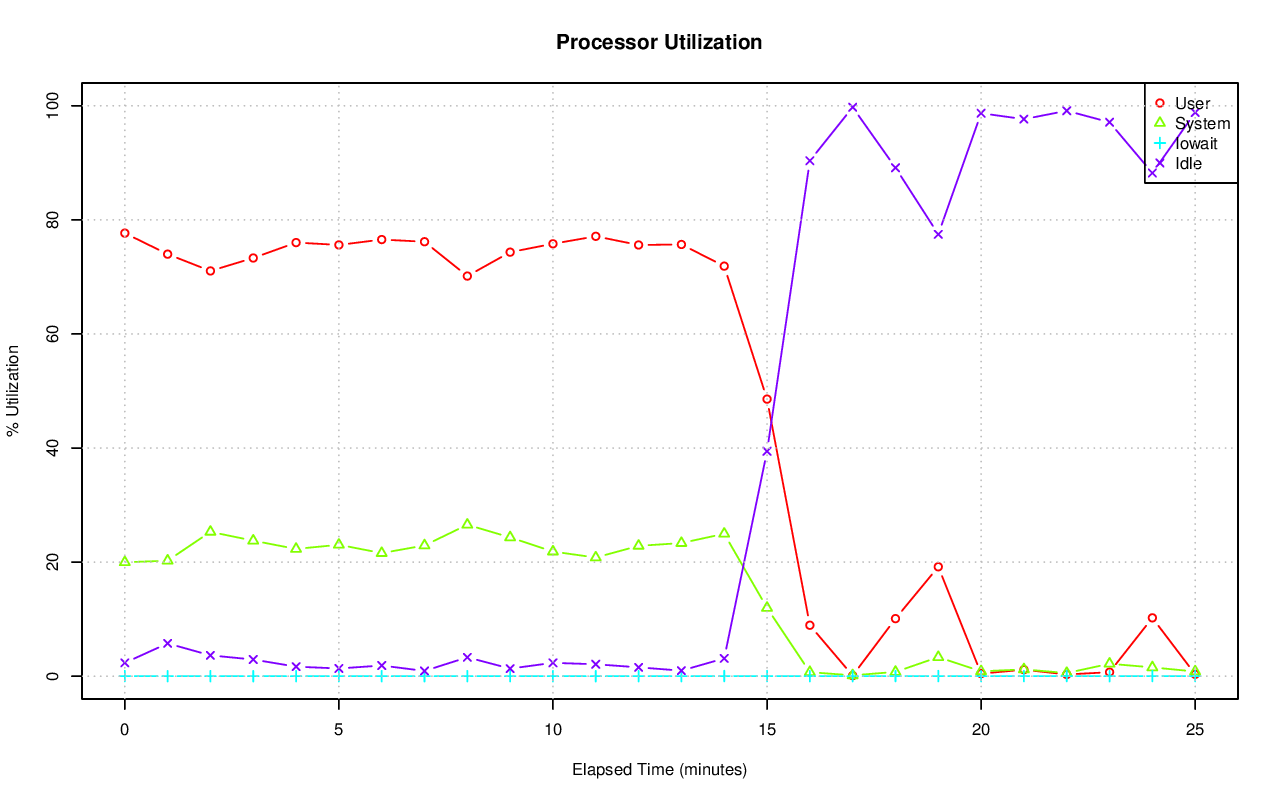 Processor Utilization
% Utilization
100
80
60
40
20
0
User
System
Iowait
Idle
0 5 10 15 20 25
Elapsed Time (minutes)